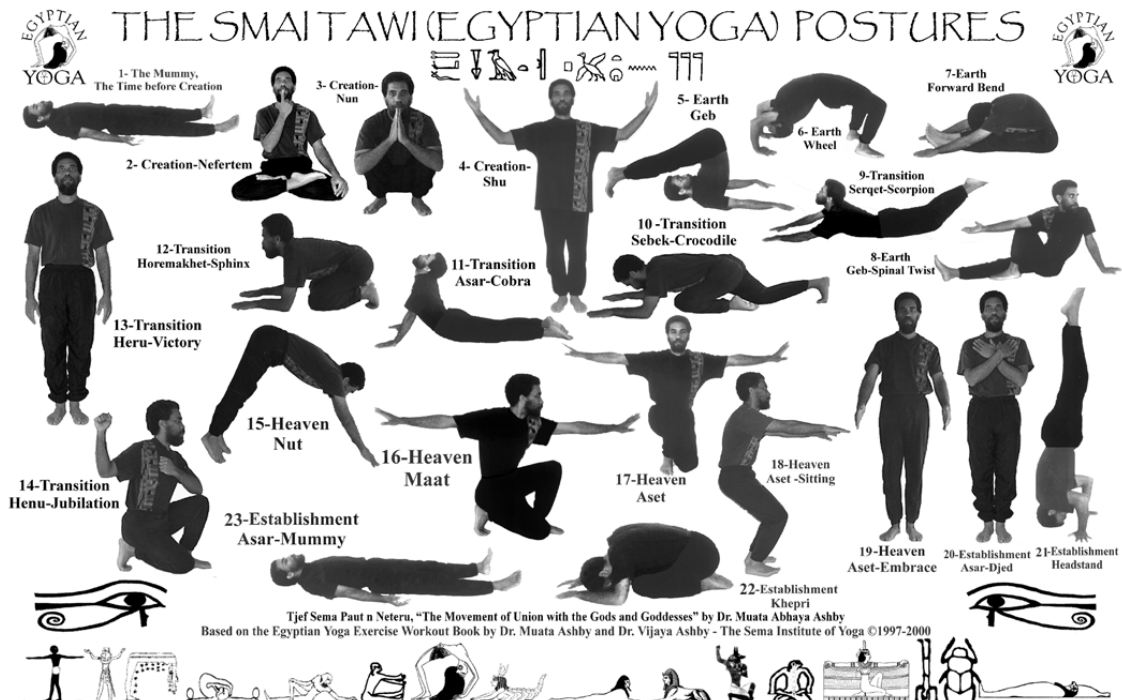 EGYPTIAN
YOGA
THE SMAI TAWI (EGYPTIAN YOGA) POSTURES
EGYPTIAN
YOGA
1- The Mummy,
The Time before Creation
2- Creation-Nefertem
3- Creation-
Nun
4- Creation-
Shu
5- Earth
Geb
6- Earth
Wheel
7-Earth
Forward Bend
8-Earth
Geb-Spinal Twist
9-Transition
Serqet-Scorpion
10 -Transition
Sebek-Crocodile
11-Transition
Asar-Cobra
12-Transition
Horemakhet-Sphinx
13-Transition
Heru-Victory
14-Transition
Henu-Jubilation
15-Heaven
Nut
16-Heaven
Maat
17-Heaven
Aset
18-Heaven
Aset -Sitting
19-Heaven
Aset-Embrace
20-Establishment
Asar-Djed
21-Establishment
Headstand
22-Establishment
Khepri
23-Establishment
Asar-Mummy
Tjef Sema Paut n Neteru, “The Movement of Union with the Gods and Goddesses” by Dr. Muata Abhaya Ashby
Based on the Egyptian Yoga Exercise Workout Book by Dr. Muata Ashby and Dr. Vijaya Ashby - The Sema Institute of Yoga ©1997-2000